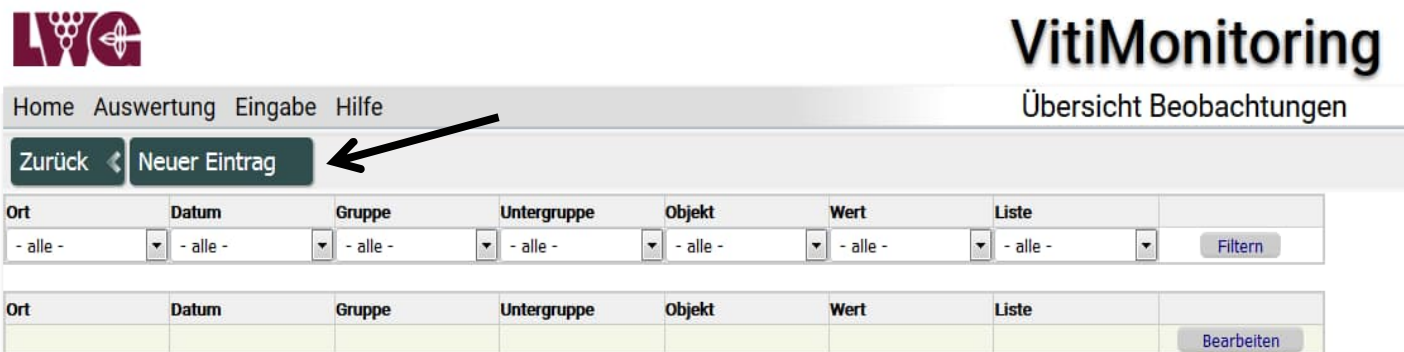 LWG
VitiMonitoring
Home Auswertung Eingabe Hilfe
Übersicht Beobachtungen
Zurück Neuer Eintrag
Ort Datum Gruppe Untergruppe Objekt Wert Liste
- alle - - alle - - alle - - alle - - alle - - alle - - alle - Filtern
Ort Datum Gruppe Untergruppe Objekt Wert Liste
Bearbeiten